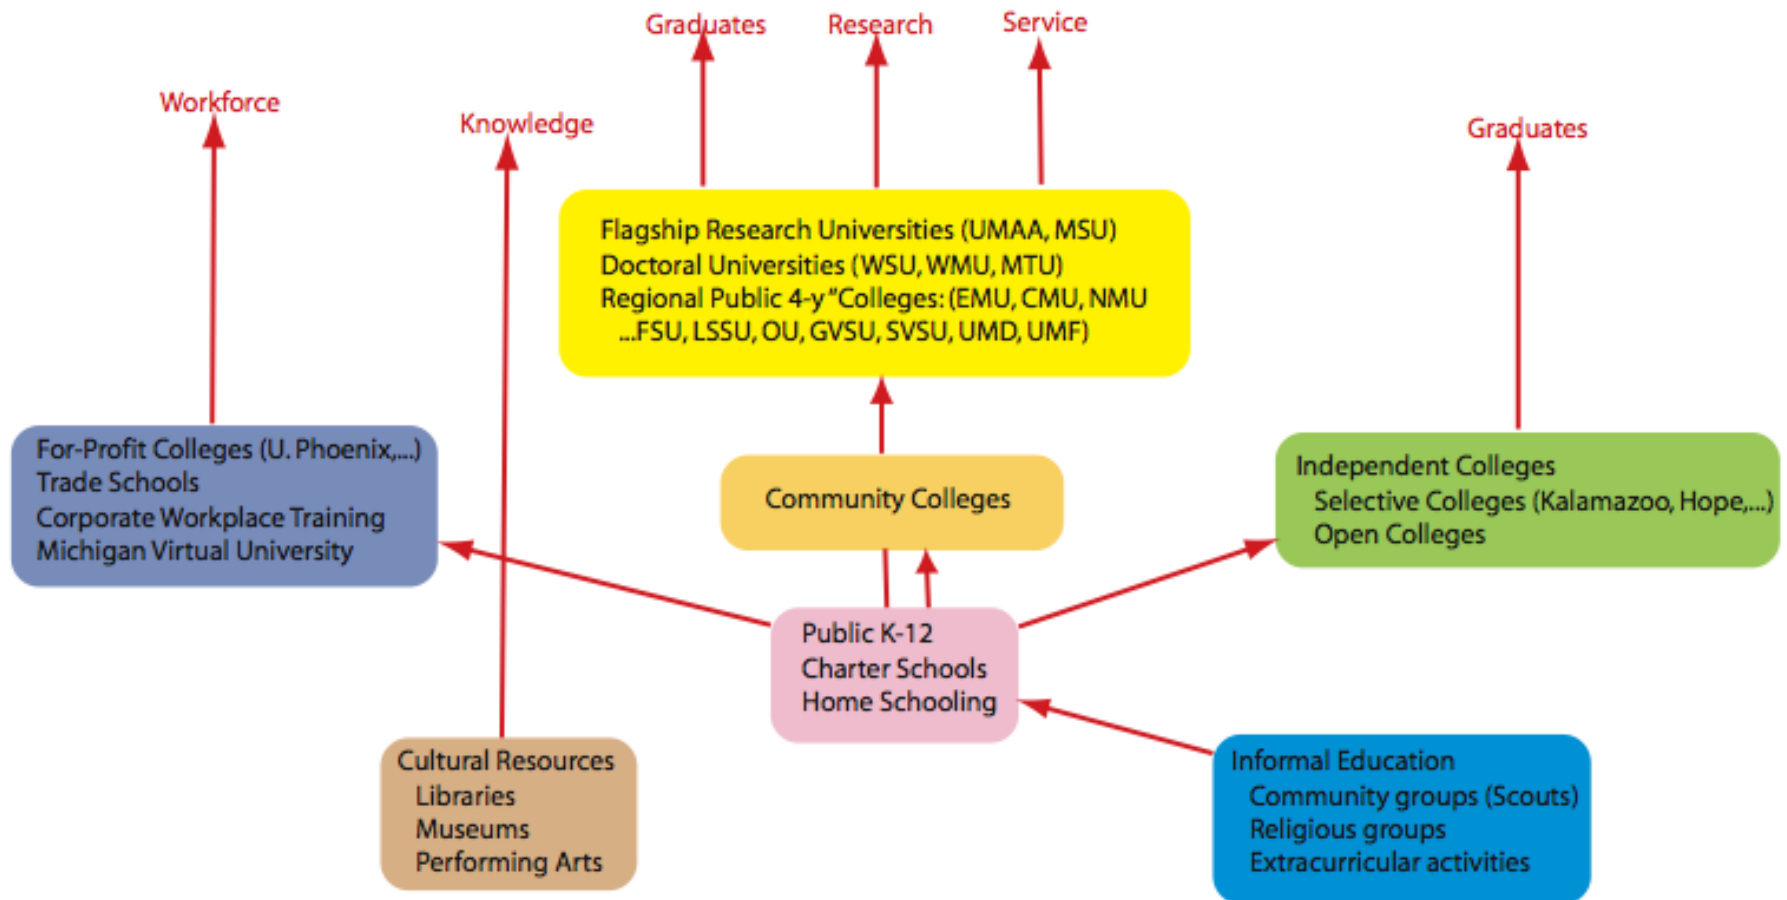 Graduates
Research
Service
Workforce
Knowledge
Graduates
Flagship Research Universities (UMAA, MSU)
Doctoral Universities (WSU, WMU, MTU)
Regional Public 4-y "Colleges: (EMU, CMU, NMU
...FSU, LSSU, OU, GVSU, SVSU, UMD, UMF)
For-Profit Colleges (U. Phoenix,...)
Trade Schools
Corporate Workplace Training
Michigan Virtual University
Community Colleges
Independent Colleges
Selective Colleges (Kalamazoo, Hope,...)
Open Colleges
Public K-12
Charter Schools
Home Schooling
Cultural Resources
Libraries
Museums
Performing Arts
Informal Education
Community groups (Scouts)
Religious groups
Extracurricular activities